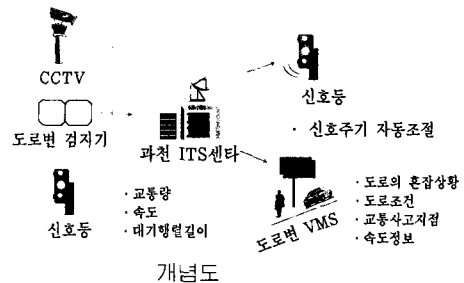 CCTV
도로변 검지기
신호등
· 교통량
· 속도
· 대기행렬길이
과천 ITS센타
신호등
· 신호주기 자동조절
도로변 VMS
· 도로의 혼잡상황
· 도로조건
· 교통사고지점
· 속도정보
개념도